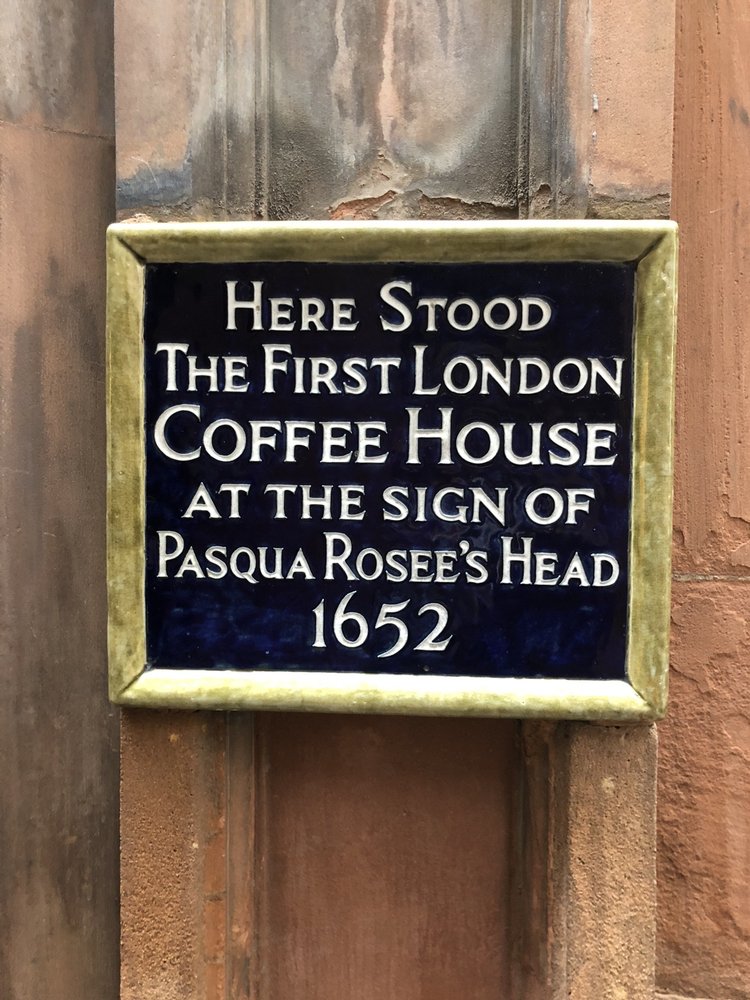 HERE STOOD
THE FIRST LONDON
COFFEE HOUSE
AT THE SIGN OF
PASQUA ROSEE'S HEAD
1652